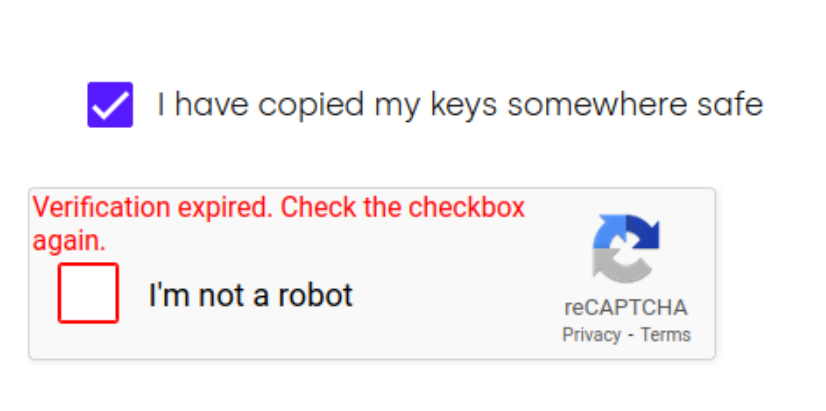 I have copied my keys somewhere safe
Verification expired. Check the checkbox
again.
I'm not a robot
reCAPTCHA
Privacy - Terms